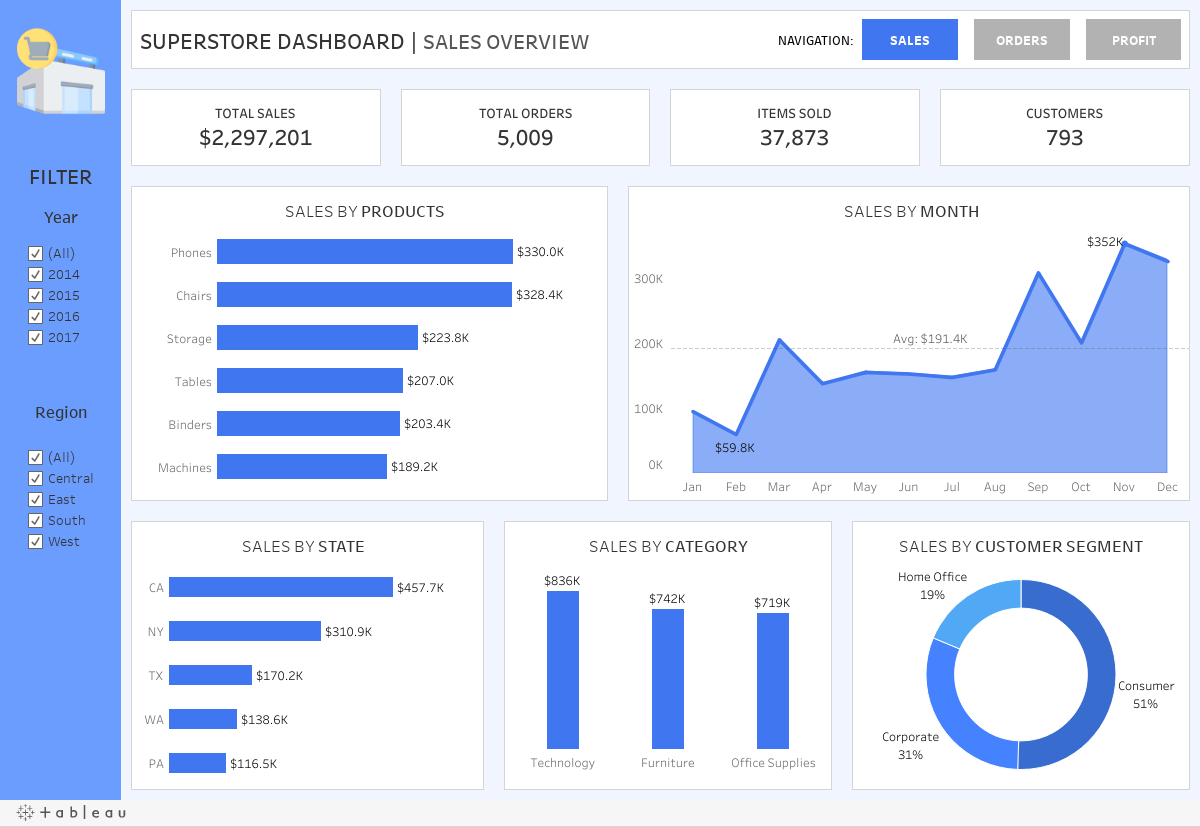 SUPERSTORE DASHBOARD | SALES OVERVIEW
NAVIGATION:
SALES
ORDERS
PROFIT
FILTER
Year
(All)
2014
2015
2016
2017
Region
(All)
Central
East
South
West
TOTAL SALES
$2,297,201
TOTAL ORDERS
5,009
ITEMS SOLD
37,873
CUSTOMERS
793
SALES BY PRODUCTS
Phones $330.0K
Chairs $328.4K
Storage $223.8K
Tables $207.0K
Binders $203.4K
Machines $189.2K
SALES BY MONTH
$352K
300K
200K
Avg: $191.4K
100K
$59.8K
0K
Jan Feb Mar Apr May Jun Jul Aug Sep Oct Nov Dec
SALES BY STATE
CA $457.7K
NY $310.9K
TX $170.2K
WA $138.6K
PA $116.5K
SALES BY CATEGORY
$836K
$742K
$719K
Technology Furniture Office Supplies
SALES BY CUSTOMER SEGMENT
Home Office
19%
Consumer
51%
Corporate
31%
+ableau